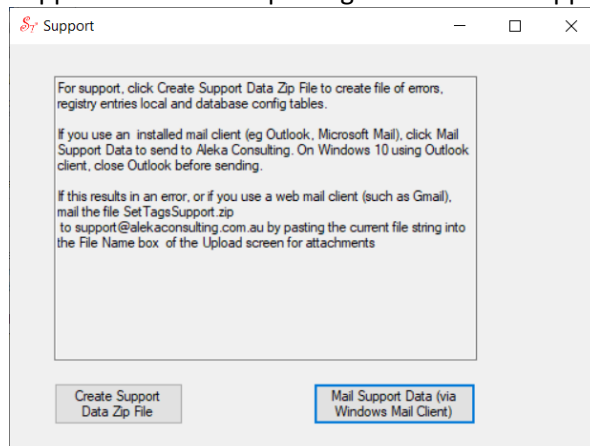 Support
For support, click Create Support Data Zip File to create file of errors,
registry entries local and database config tables.
If you use an installed mail client (eg Outlook, Microsoft Mail), click Mail
Support Data to send to Aleka Consulting. On Windows 10 using Outlook
client, close Outlook before sending.
If this results in an error, or if you use a web mail client (such as Gmail),
mail the file SetTagsSupport.zip
to support@alekaconsulting.com.au by pasting the current file string into
the File Name box of the Upload screen for attachments
Create Support
Data Zip File
Mail Support Data (via
Windows Mail Client)